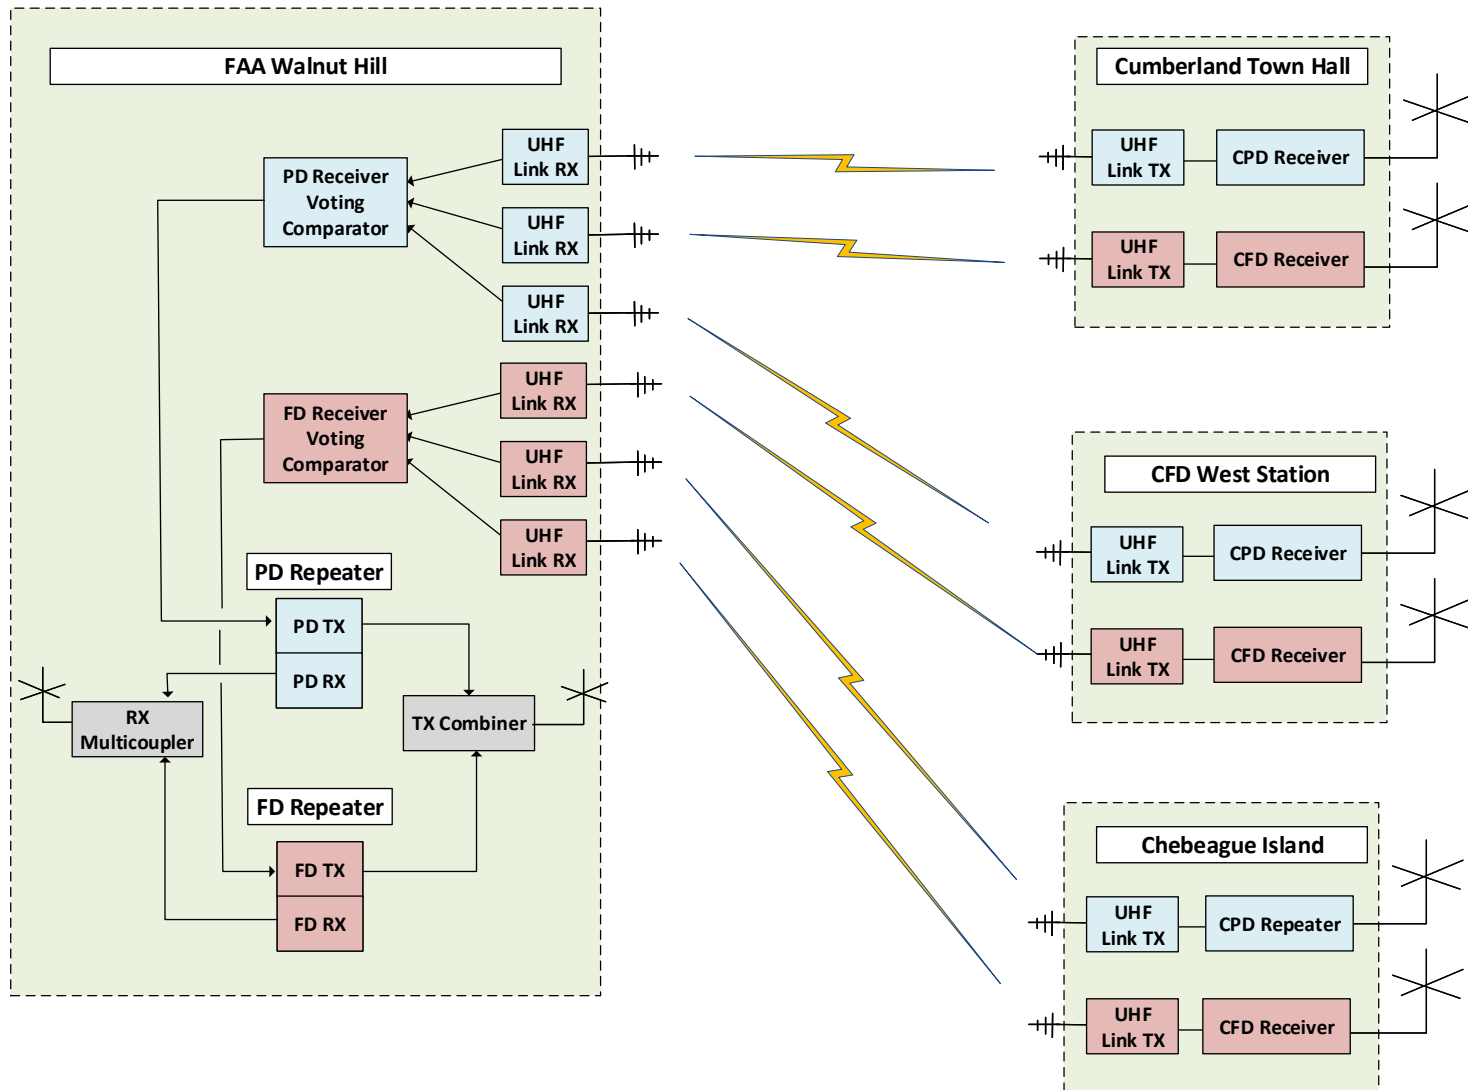 FAA Walnut Hill
UHF
Link RX
PD Receiver
Voting
Comparator
UHF
Link RX
UHF
Link RX
UHF
Link RX
FD Receiver
Voting
Comparator
UHF
Link RX
UHF
Link RX
PD Repeater
PD TX
PD RX
RX
Multicoupler
TX Combiner
FD Repeater
FD TX
FD RX
Cumberland Town Hall
UHF
Link TX
CPD Receiver
UHF
Link TX
CFD Receiver
CFD West Station
UHF
Link TX
CPD Receiver
UHF
Link TX
CFD Receiver
Chebeague Island
UHF
Link TX
CPD Repeater
UHF
Link TX
CFD Receiver